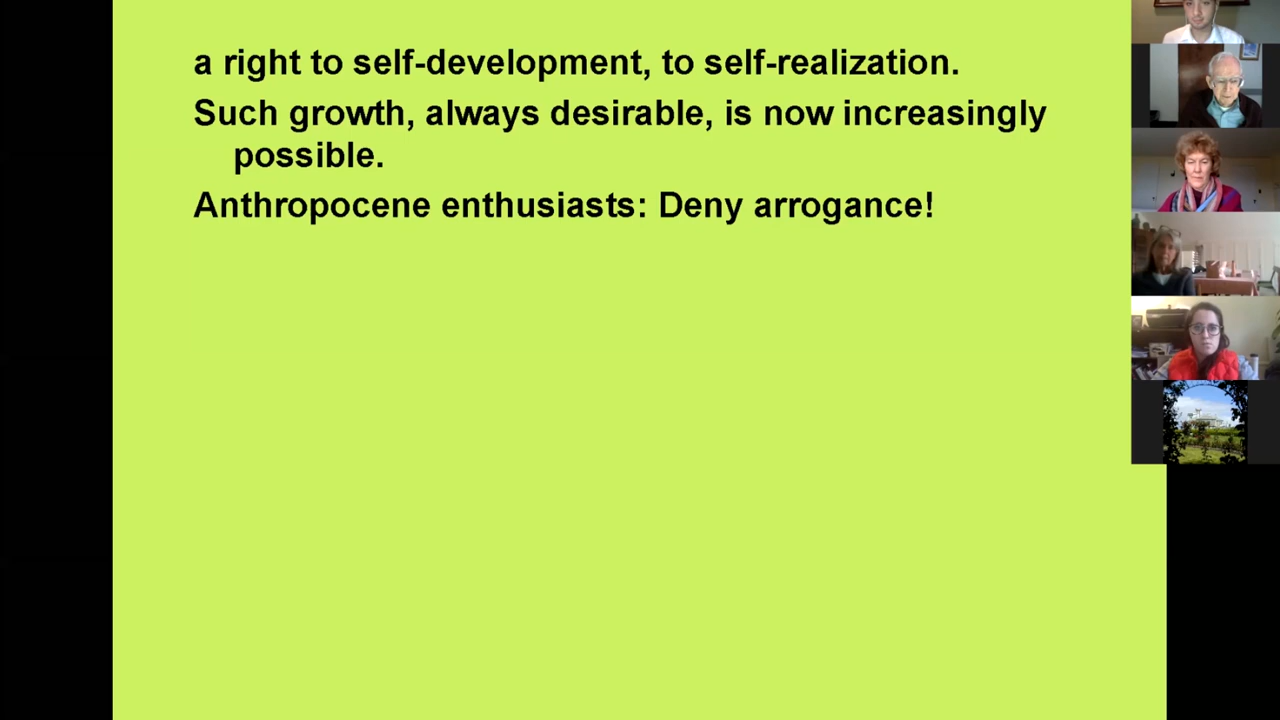 a right to self-development, to self-realization.
Such growth, always desirable, is now increasingly
possible.
Anthropocene enthusiasts: Deny arrogance!